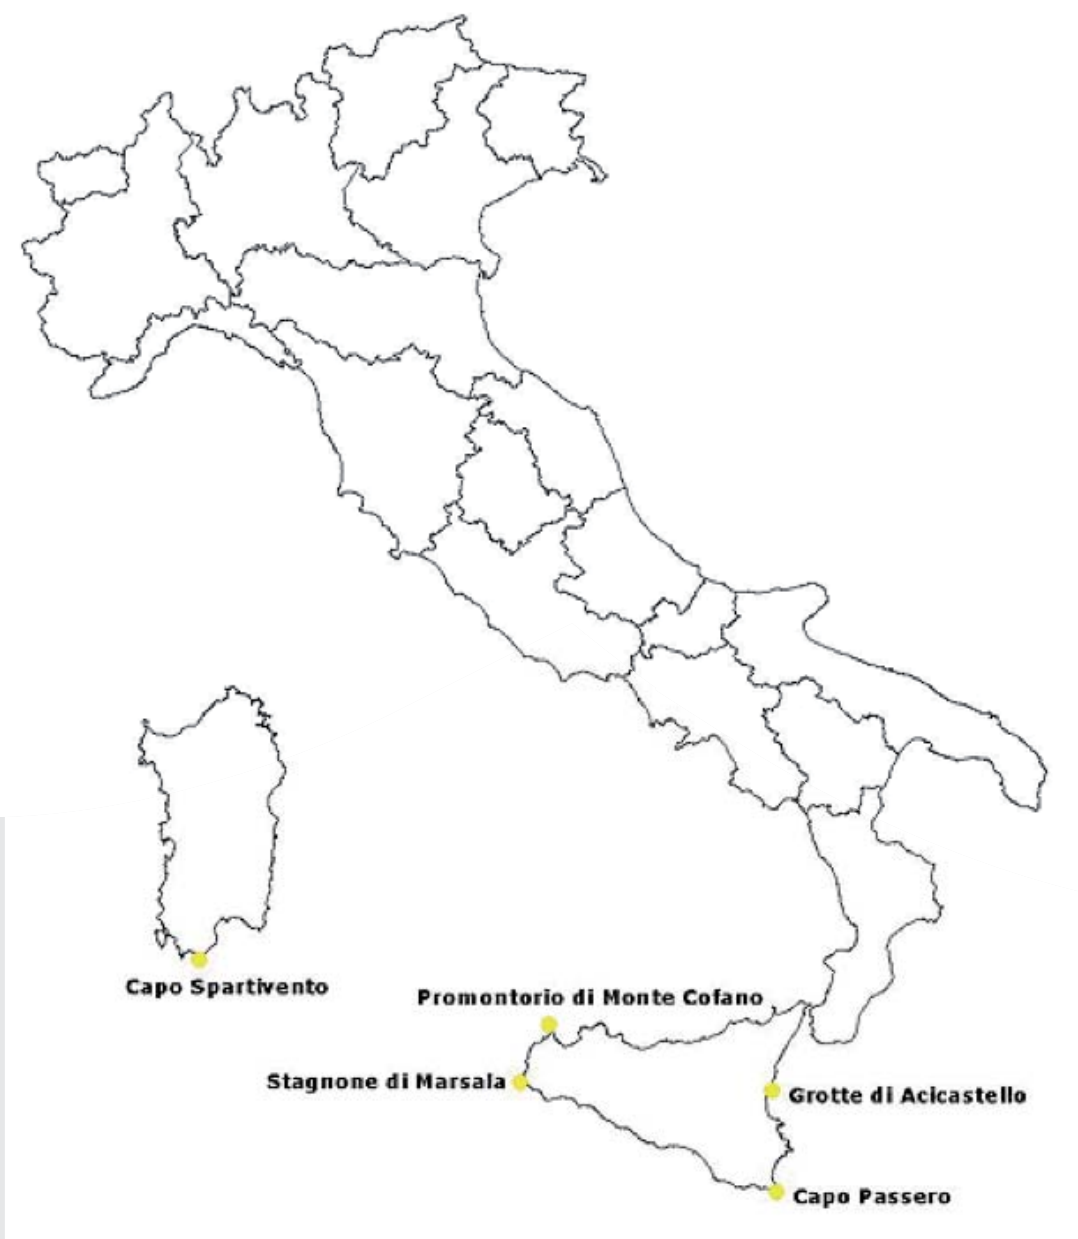 Capo Spartivento
Promontorio di Monte Cofano
Stagnone di Marsala
Grotte di Acicastello
Capo Passero